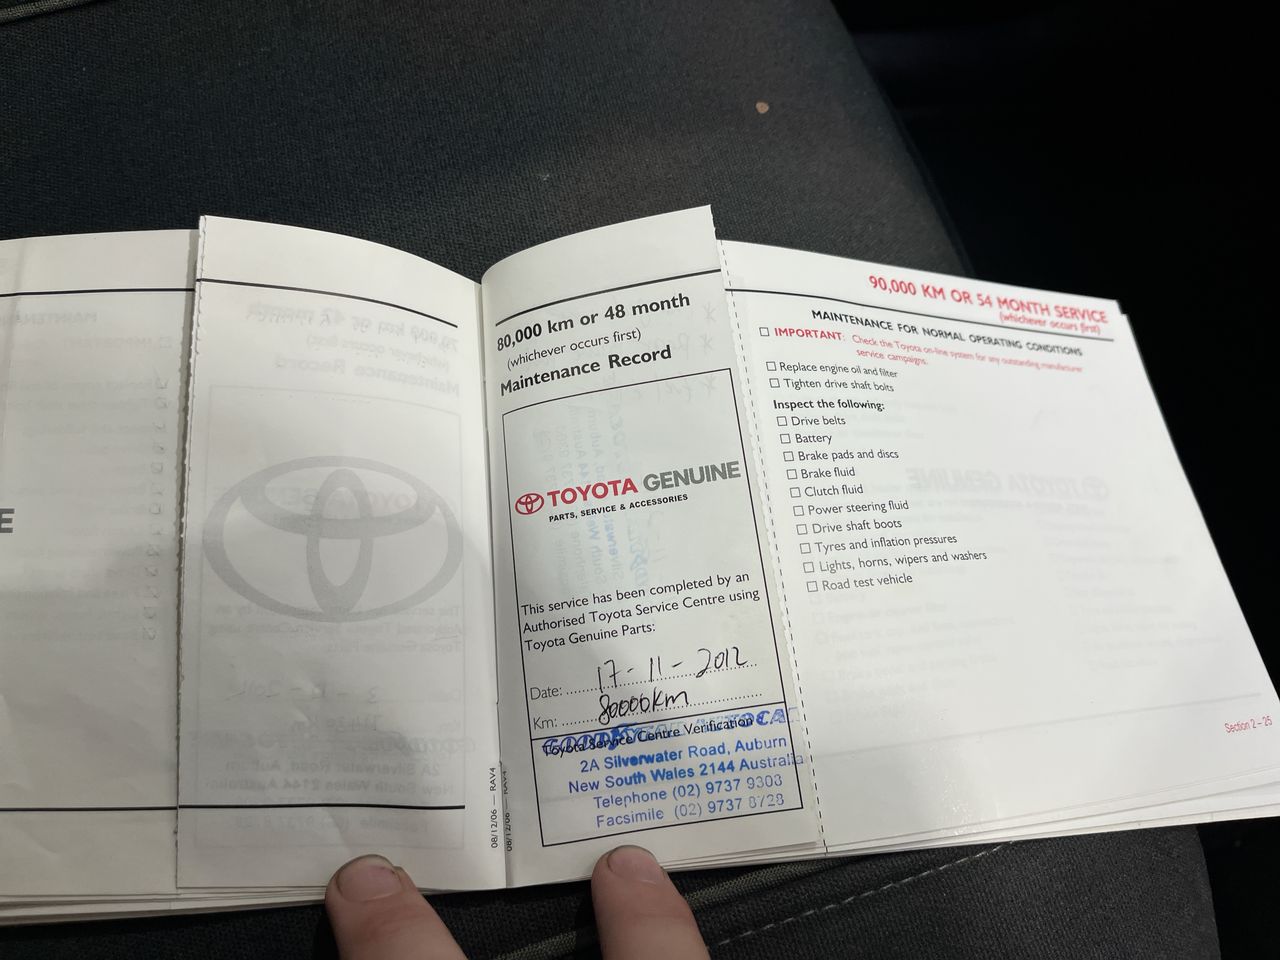 80,000 km or 48 month
(whichever occurs first)
Maintenance Record
TOYOTA GENUINE
PARTS, SERVICE & ACCESSORIES
This service has been completed by an
Authorised Toyota Service Centre using
Toyota Genuine Parts:
Date: 17-11-2012
Km: 80000km
Toyota Service Centre Verification
GOODYEAR AUTOCA
2A Silverwater Road, Auburn
New South Wales 2144 Australia
Telephone (02) 9737 9303
Facsimile (02) 9737 8728
08/12/06 — RAV4
08/12/06 — RAV4
90,000 KM OR 54 MONTH SERVICE
(whichever occurs first)
MAINTENANCE FOR NORMAL OPERATING CONDITIONS
IMPORTANT: Check the Toyota on-line system for any outstanding manufacturer
service campaigns.
Replace engine oil and filter
Tighten drive shaft bolts
Inspect the following:
Drive belts
Battery
Brake pads and discs
Brake fluid
Clutch fluid
Power steering fluid
Drive shaft boots
Tyres and inflation pressures
Lights, horns, wipers and washers
Road test vehicle
Section 2 – 25